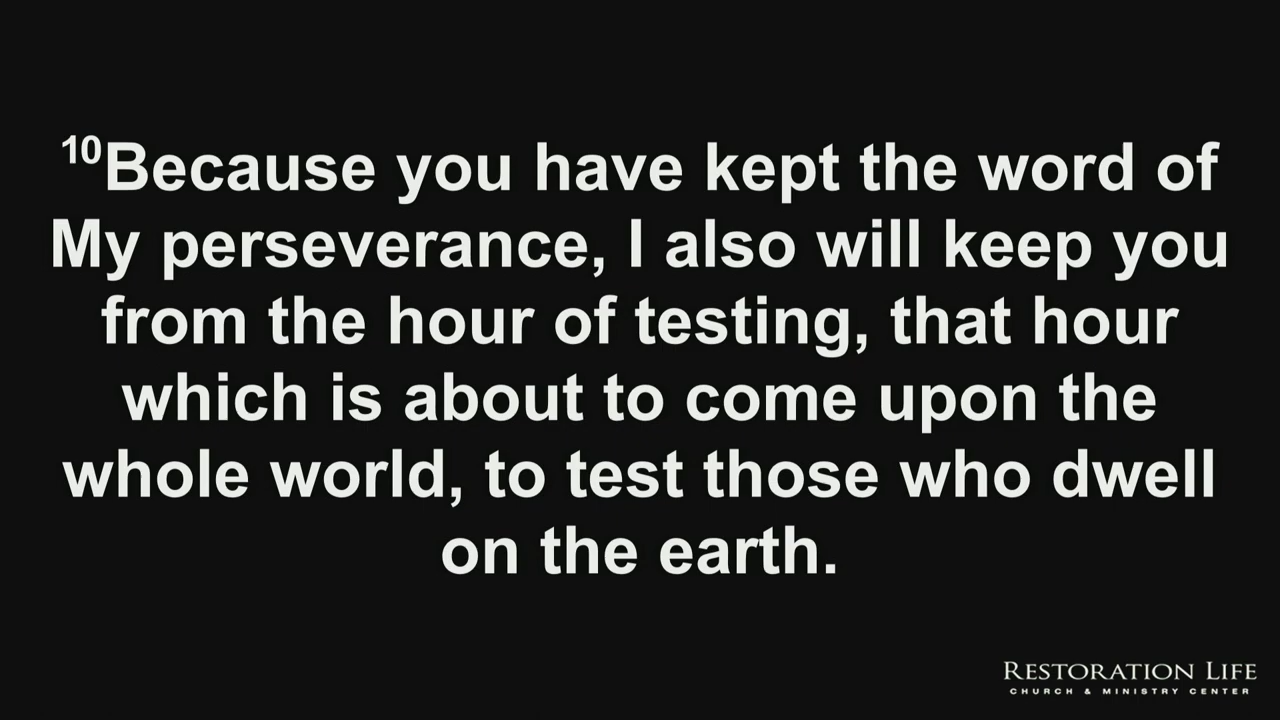 10Because you have kept the word of
My perseverance, I also will keep you
from the hour of testing, that hour
which is about to come upon the
whole world, to test those who dwell
on the earth.
RESTORATION LIFE
CHURCH & MINISTRY CENTER